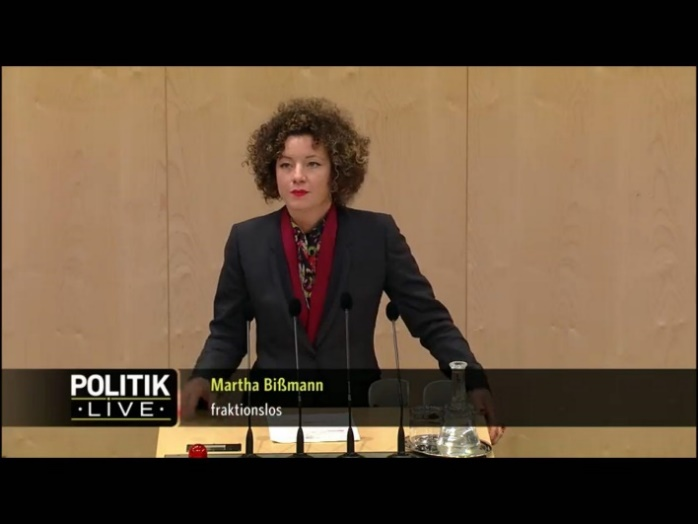 POLITIK
LIVE
Martha Bißmann
fraktionslos